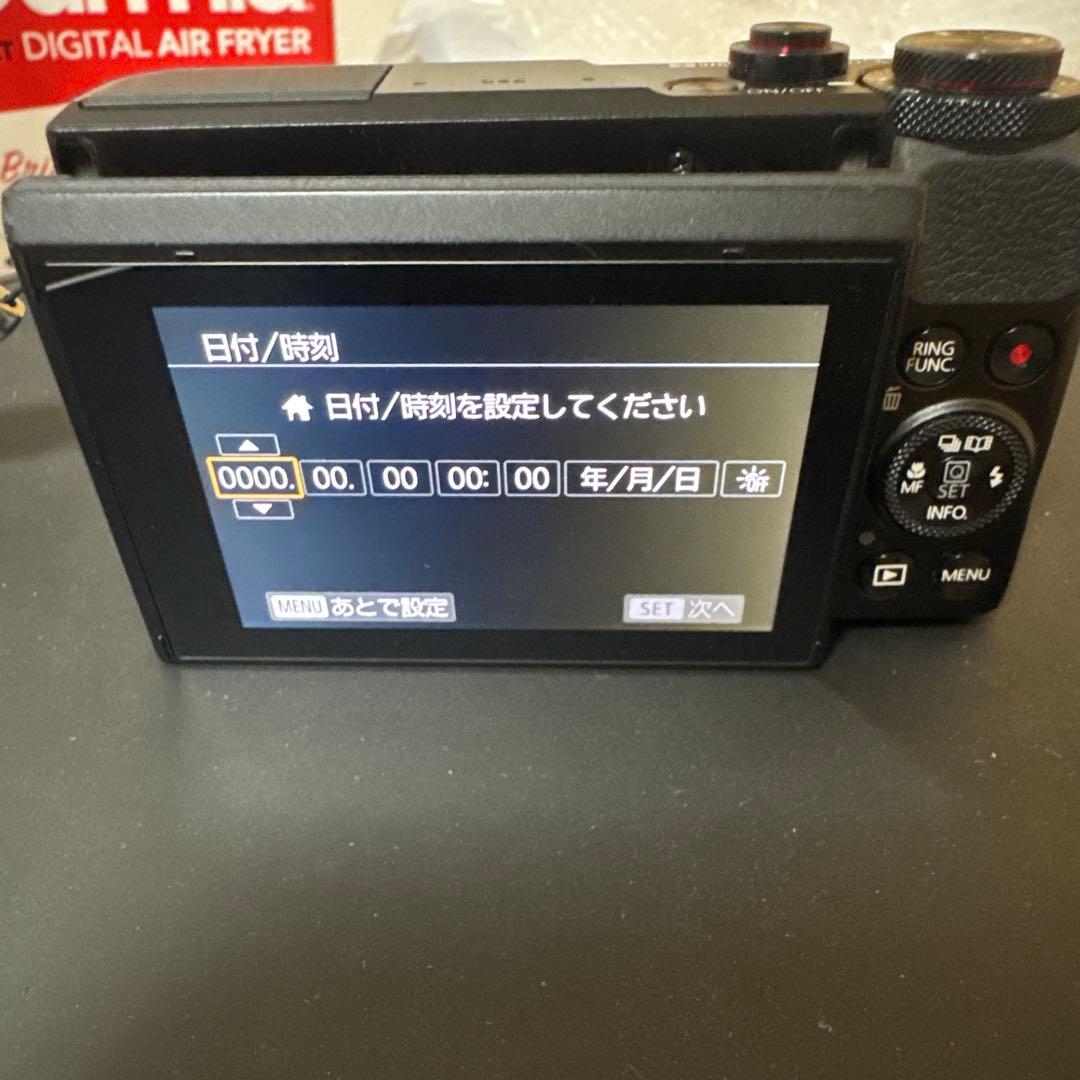 DIGITAL AIR FRYER
ON/OFF
日付/時刻
日付/時刻を設定してください
0000. 00. 00 00: 00 年/月/日
MENU あとで設定
SET 次へ
RING
FUNC.
MF
Q
SET
INFO.
MENU